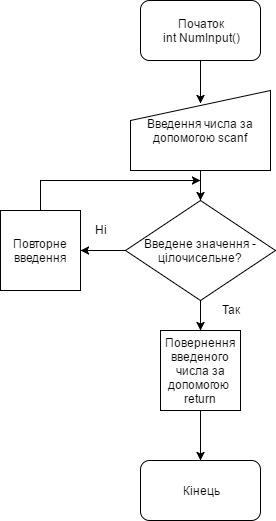 Початок
int NumInput()
Введення числа за
допомогою scanf
Ні
Введене значення -
цілочисельне?
Повторне
введення
Так
Повернення
введеного
числа за
допомогою
return
Кінець